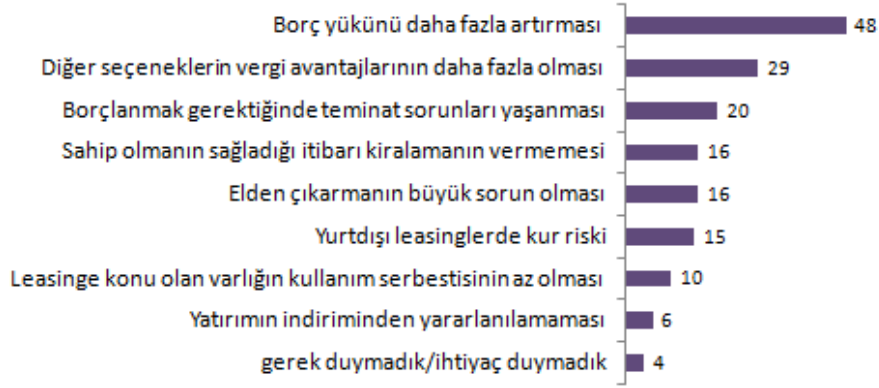 Borç yükünü daha fazla artırması 48
Diğer seçeneklerin vergi avantajlarının daha fazla olması 29
Borçlanmak gerektiğinde teminat sorunları yaşanması 20
Sahip olmanın sağladığı itibarı kiralamanın vermemesi 16
Elden çıkarmanın büyük sorun olması 16
Yurtdışı leasinglerde kur riski 15
Leasinge konu olan varlığın kullanım serbestisinin az olması 10
Yatırımın indiriminden yararlanılamaması 6
gerek duymadık/ihtiyaç duymadık 4